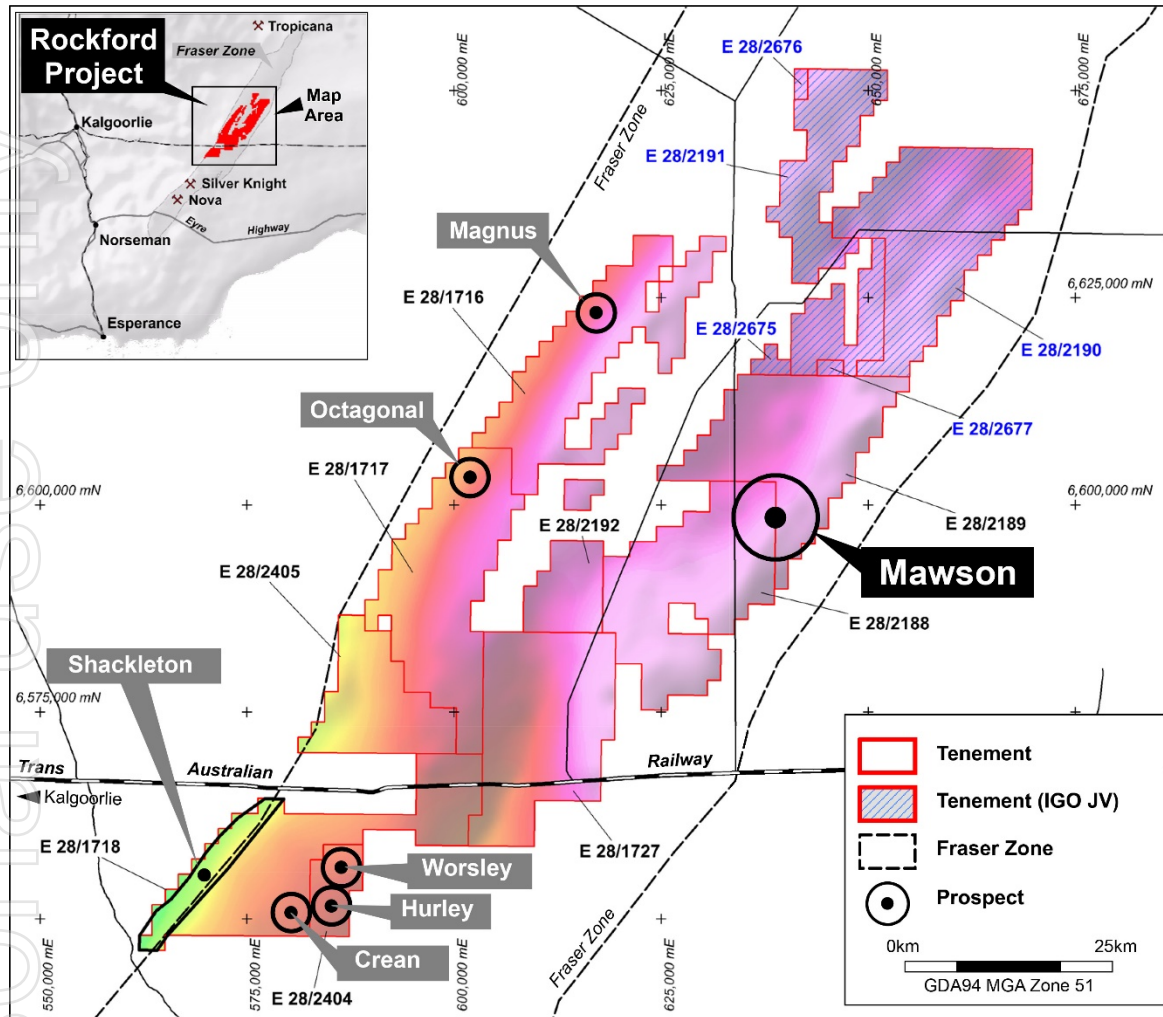 Tropicana
Fraser Zone
Rockford
Project
Map
Area
Kalgoorlie
Silver Knight
Nova
Eyre
Highway
Norseman
Esperance
600,000 mE
625,000 mE
650,000 mE
675,000 mE
E 28/2676
Fraser Zone
E 28/2191
Magnus
E 28/1716
6,625,000 mN
E 28/2675
E 28/2190
Octagonal
E 28/2677
E 28/1717
6,600,000 mN
6,600,000 mN
E 28/2192
E 28/2189
E 28/2405
Mawson
E 28/2188
Shackleton
6,575,000 mN
Trans
Australian
Railway
Kalgoorlie
E 28/1718
E 28/1727
Worsley
Hurley
Crean
E 28/2404
Fraser Zone
550,000 mE
575,000 mE
600,000 mE
625,000 mE
Tenement
Tenement (IGO JV)
Fraser Zone
Prospect
0km
25km
GDA94 MGA Zone 51